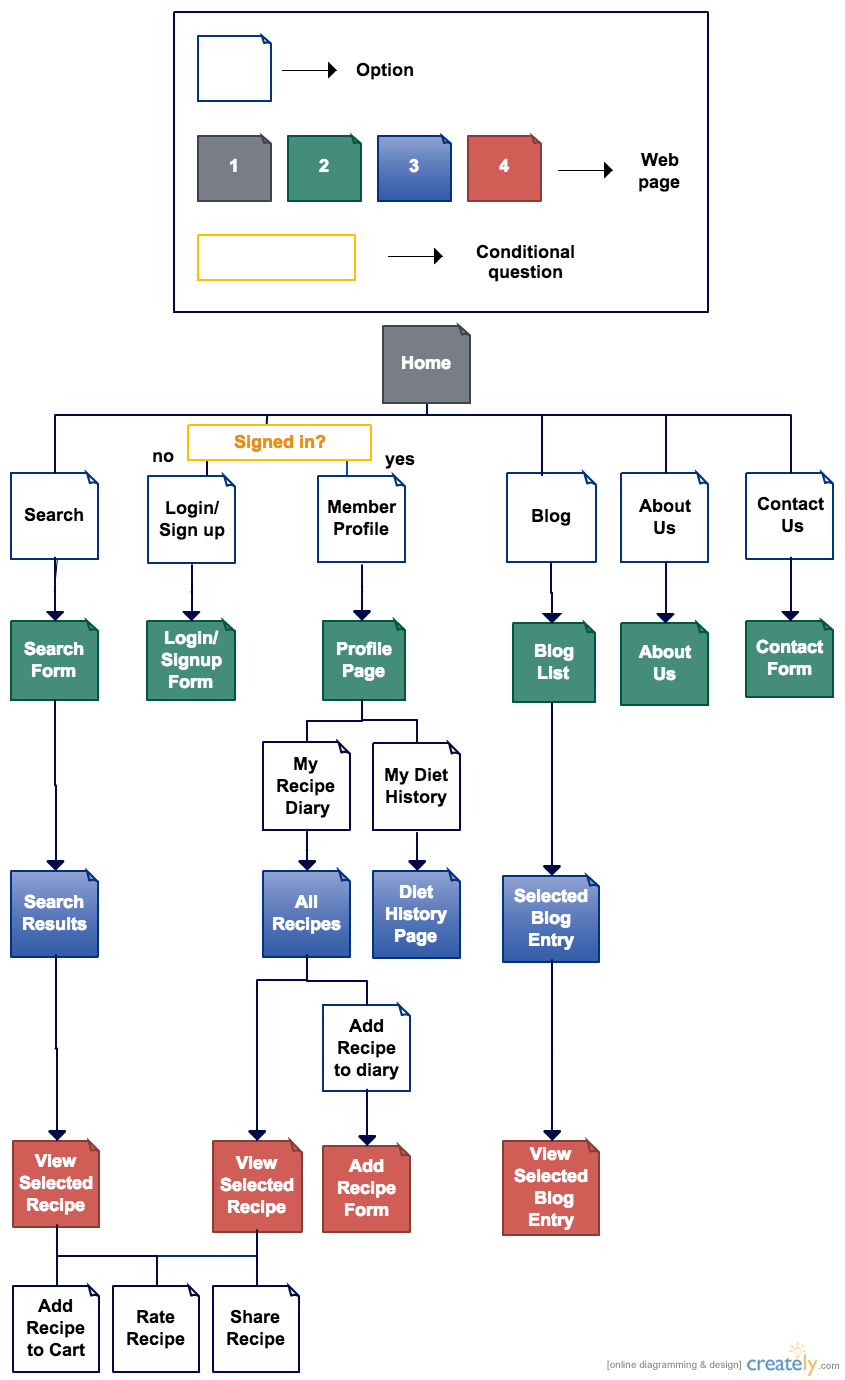 Option
1
2
3
4
Web
page
Conditional
question
Home
Signed in?
no
yes
Search
Login/
Sign up
Member
Profile
Blog
About
Us
Contact
Us
Search
Form
Login/
Signup
Form
Profile
Page
Blog
List
About
Us
Contact
Form
My
Recipe
Diary
My Diet
History
Search
Results
All
Recipes
Diet
History
Page
Selected
Blog
Entry
Add
Recipe
to diary
View
Selected
Recipe
View
Selected
Recipe
Add
Recipe
Form
View
Selected
Blog
Entry
Add
Recipe
to Cart
Rate
Recipe
Share
Recipe
[online diagramming & design] creately.com